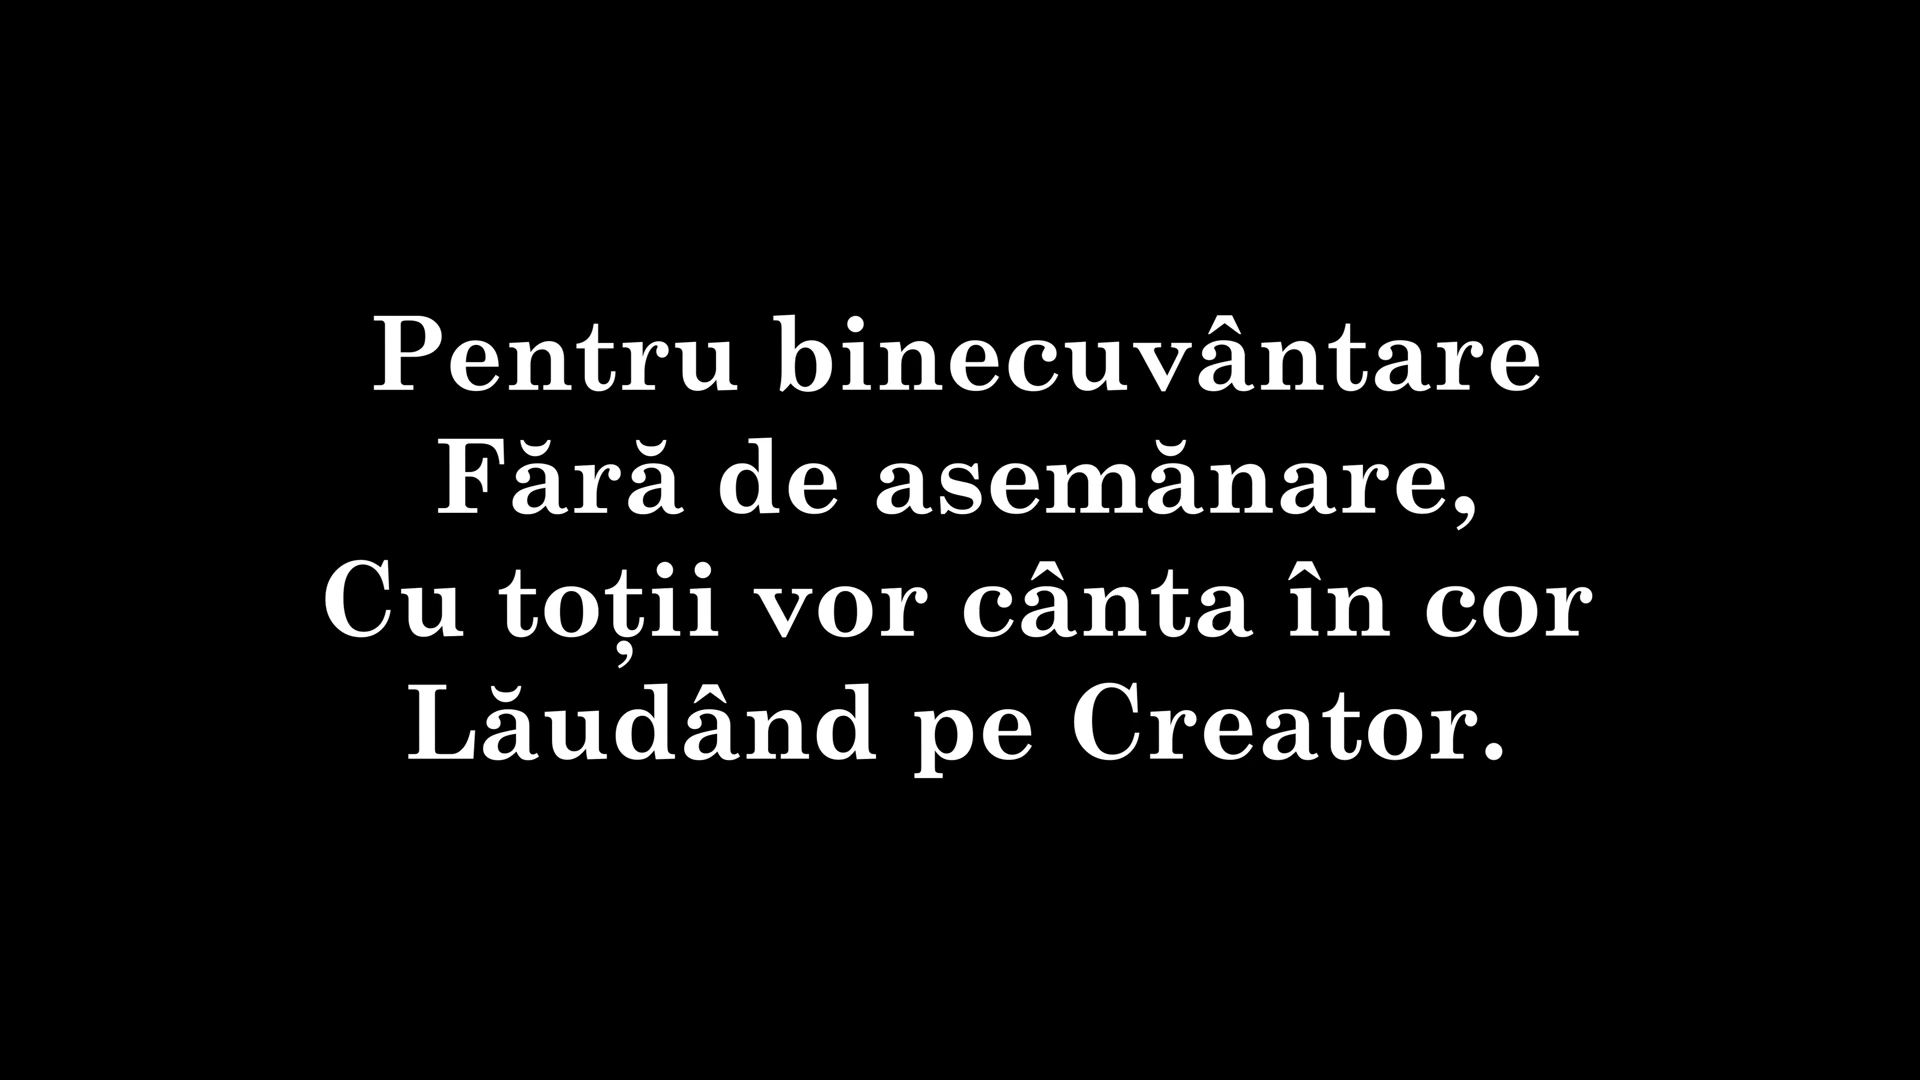 Pentru binecuvântare
Fără de asemănare,
Cu toții vor cânta în cor
Lăudând pe Creator.